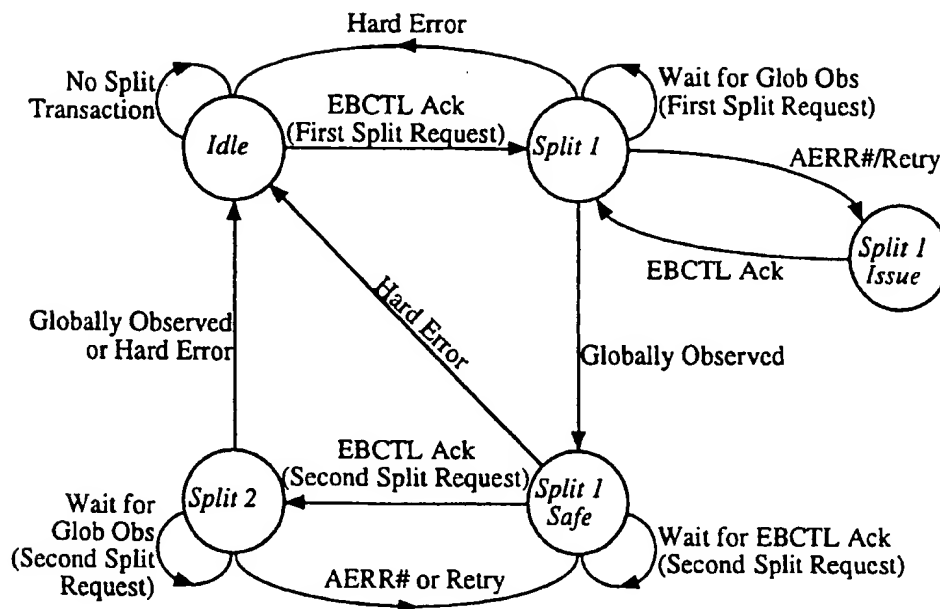 Hard Error
No Split
Transaction
Wait for Glob Obs
(First Split Request)
EBCTL Ack
(First Split Request)
Idle
Split 1
AERR#/Retry
Split 1
Issue
EBCTL Ack
Hard Error
Globally Observed
or Hard Error
Globally Observed
EBCTL Ack
(Second Split Request)
Split 2
Split 1
Safe
Wait for
Glob Obs
(Second Split
Request)
Wait for EBCTL Ack
(Second Split Request)
AERR# or Retry